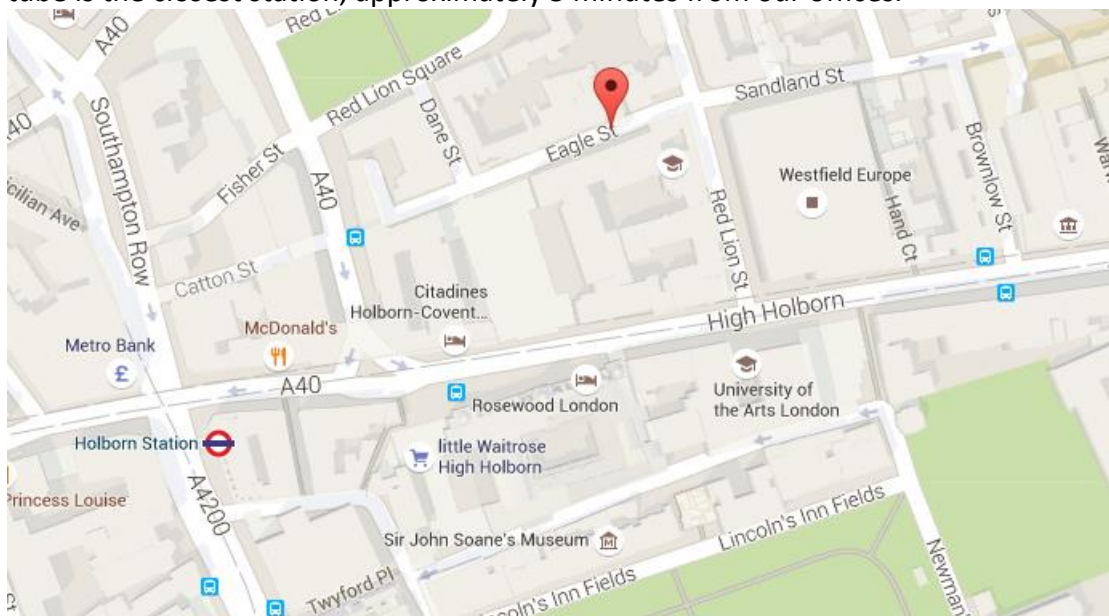 A40
Red Lion Square
Sandland St
Dane St
Eagle St
Southampton Row
Fisher St
A40
Westfield Europe
Brownlow St
Red Lion St
Hand Ct
Catton St
Citadines
Holborn-Covent...
High Holborn
McDonald's
Metro Bank
A40
Rosewood London
University of
the Arts London
Holborn Station
little Waitrose
High Holborn
Princess Louise
A4200
Sir John Soane's Museum
Lincoln's Inn Fields
Twyford Pl